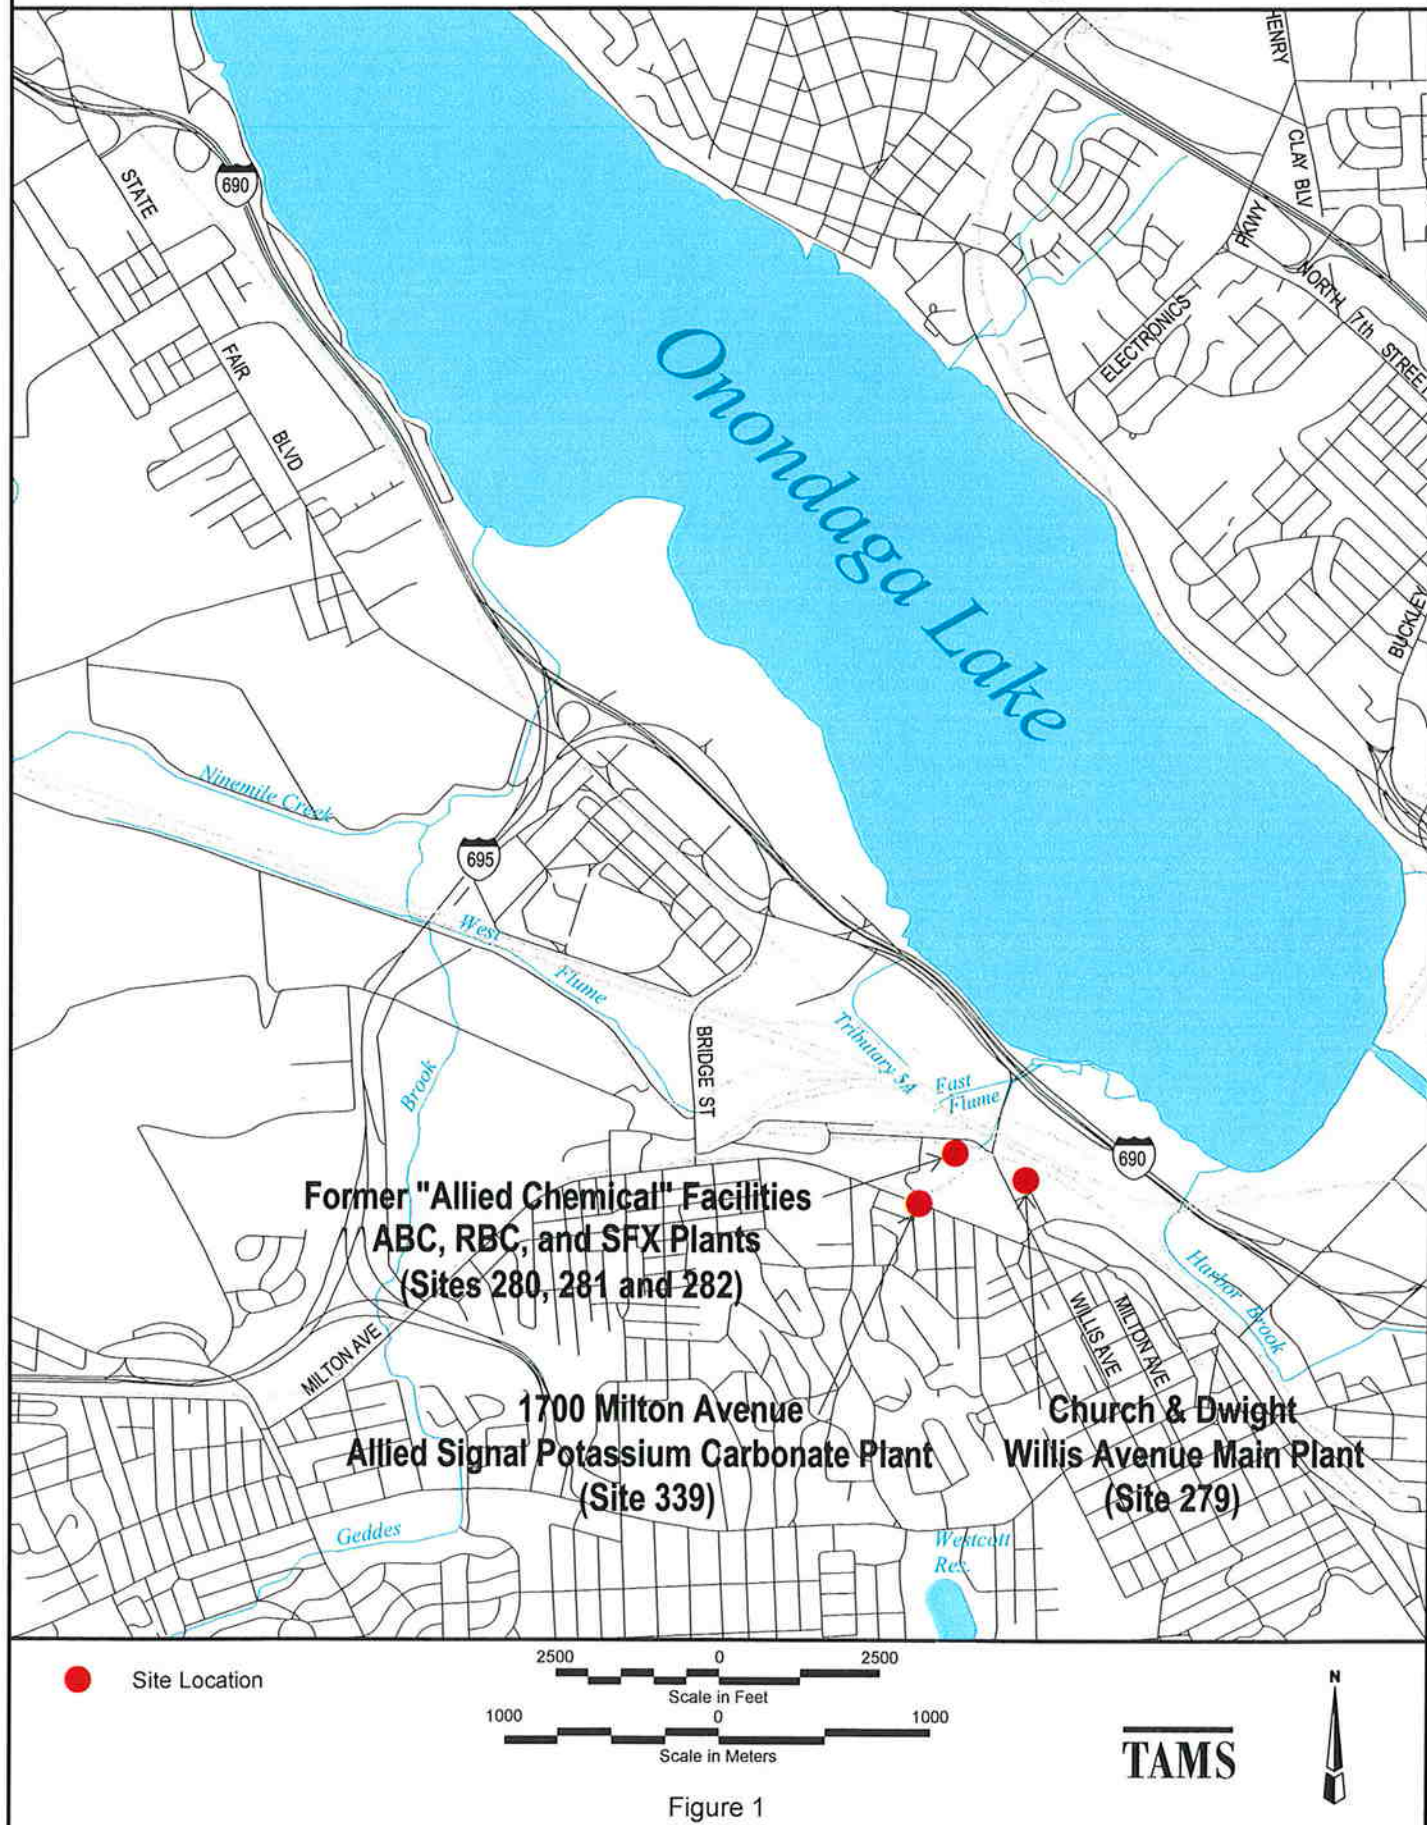 HENRY
CLAY BLV
PKWY
NORTH 7th STREET
ELECTRONICS
BUCKLEY
690
STATE
FAIR
BLVD
Onondaga Lake
Ninemile Creek
695
West
Flume
BRIDGE ST
Tributary 5A
East
Flume
Brook
690
Former "Allied Chemical" Facilities
ABC, RBC, and SFX Plants
(Sites 280, 281 and 282)
Harbor Brook
MILTON AVE
WILLIS AVE
MILTON AVE
1700 Milton Avenue
Allied Signal Potassium Carbonate Plant
(Site 339)
Church & Dwight
Willis Avenue Main Plant
(Site 279)
Geddes
Westcott
Res.
Site Location
2500 0 2500
Scale in Feet
1000 0 1000
Scale in Meters
TAMS
N
Figure 1